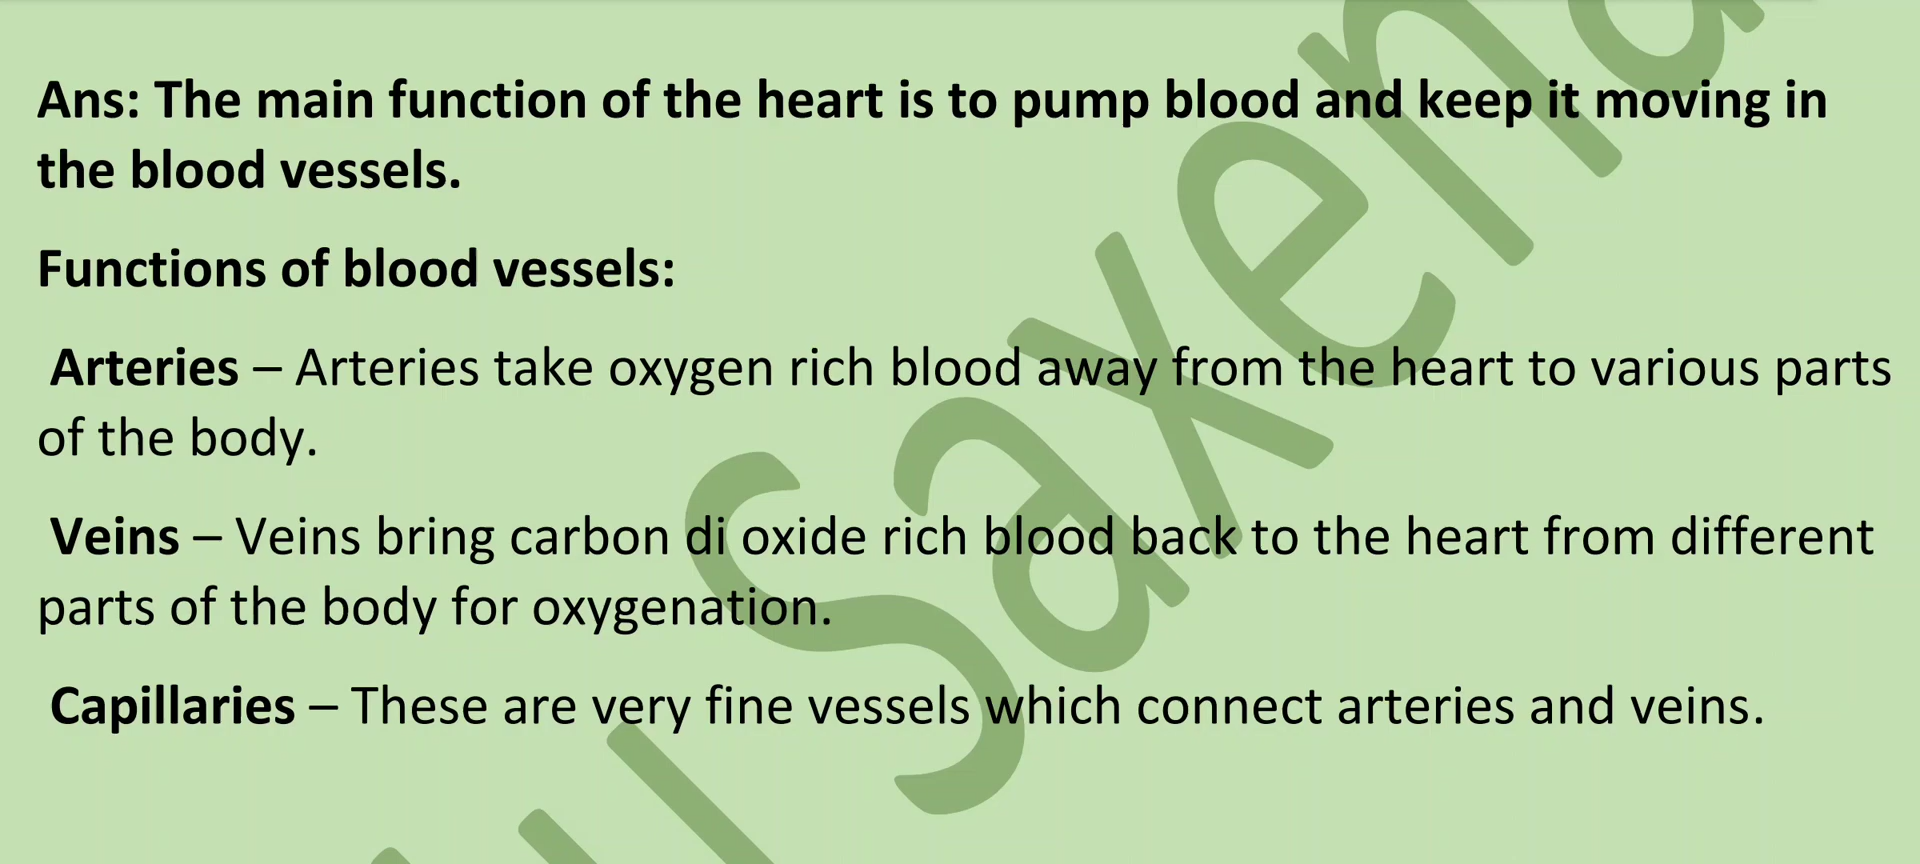 Ans: The main function of the heart is to pump blood and keep it moving in
the blood vessels.
Functions of blood vessels:
Arteries – Arteries take oxygen rich blood away from the heart to various parts
of the body.
Veins – Veins bring carbon di oxide rich blood back to the heart from different
parts of the body for oxygenation.
Capillaries – These are very fine vessels which connect arteries and veins.
Saxena